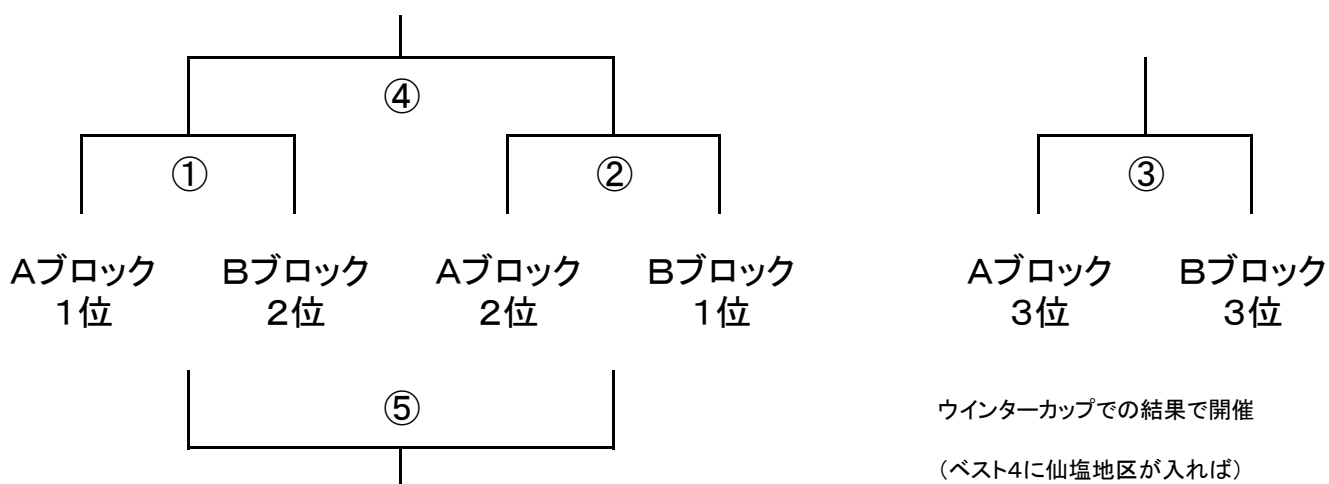 ④
① ② ③
Aブロック Bブロック Aブロック Bブロック Aブロック Bブロック
1位 2位 2位 1位 3位 3位
⑤
ウインターカップでの結果で開催
（ベスト4に仙塩地区が入れば）